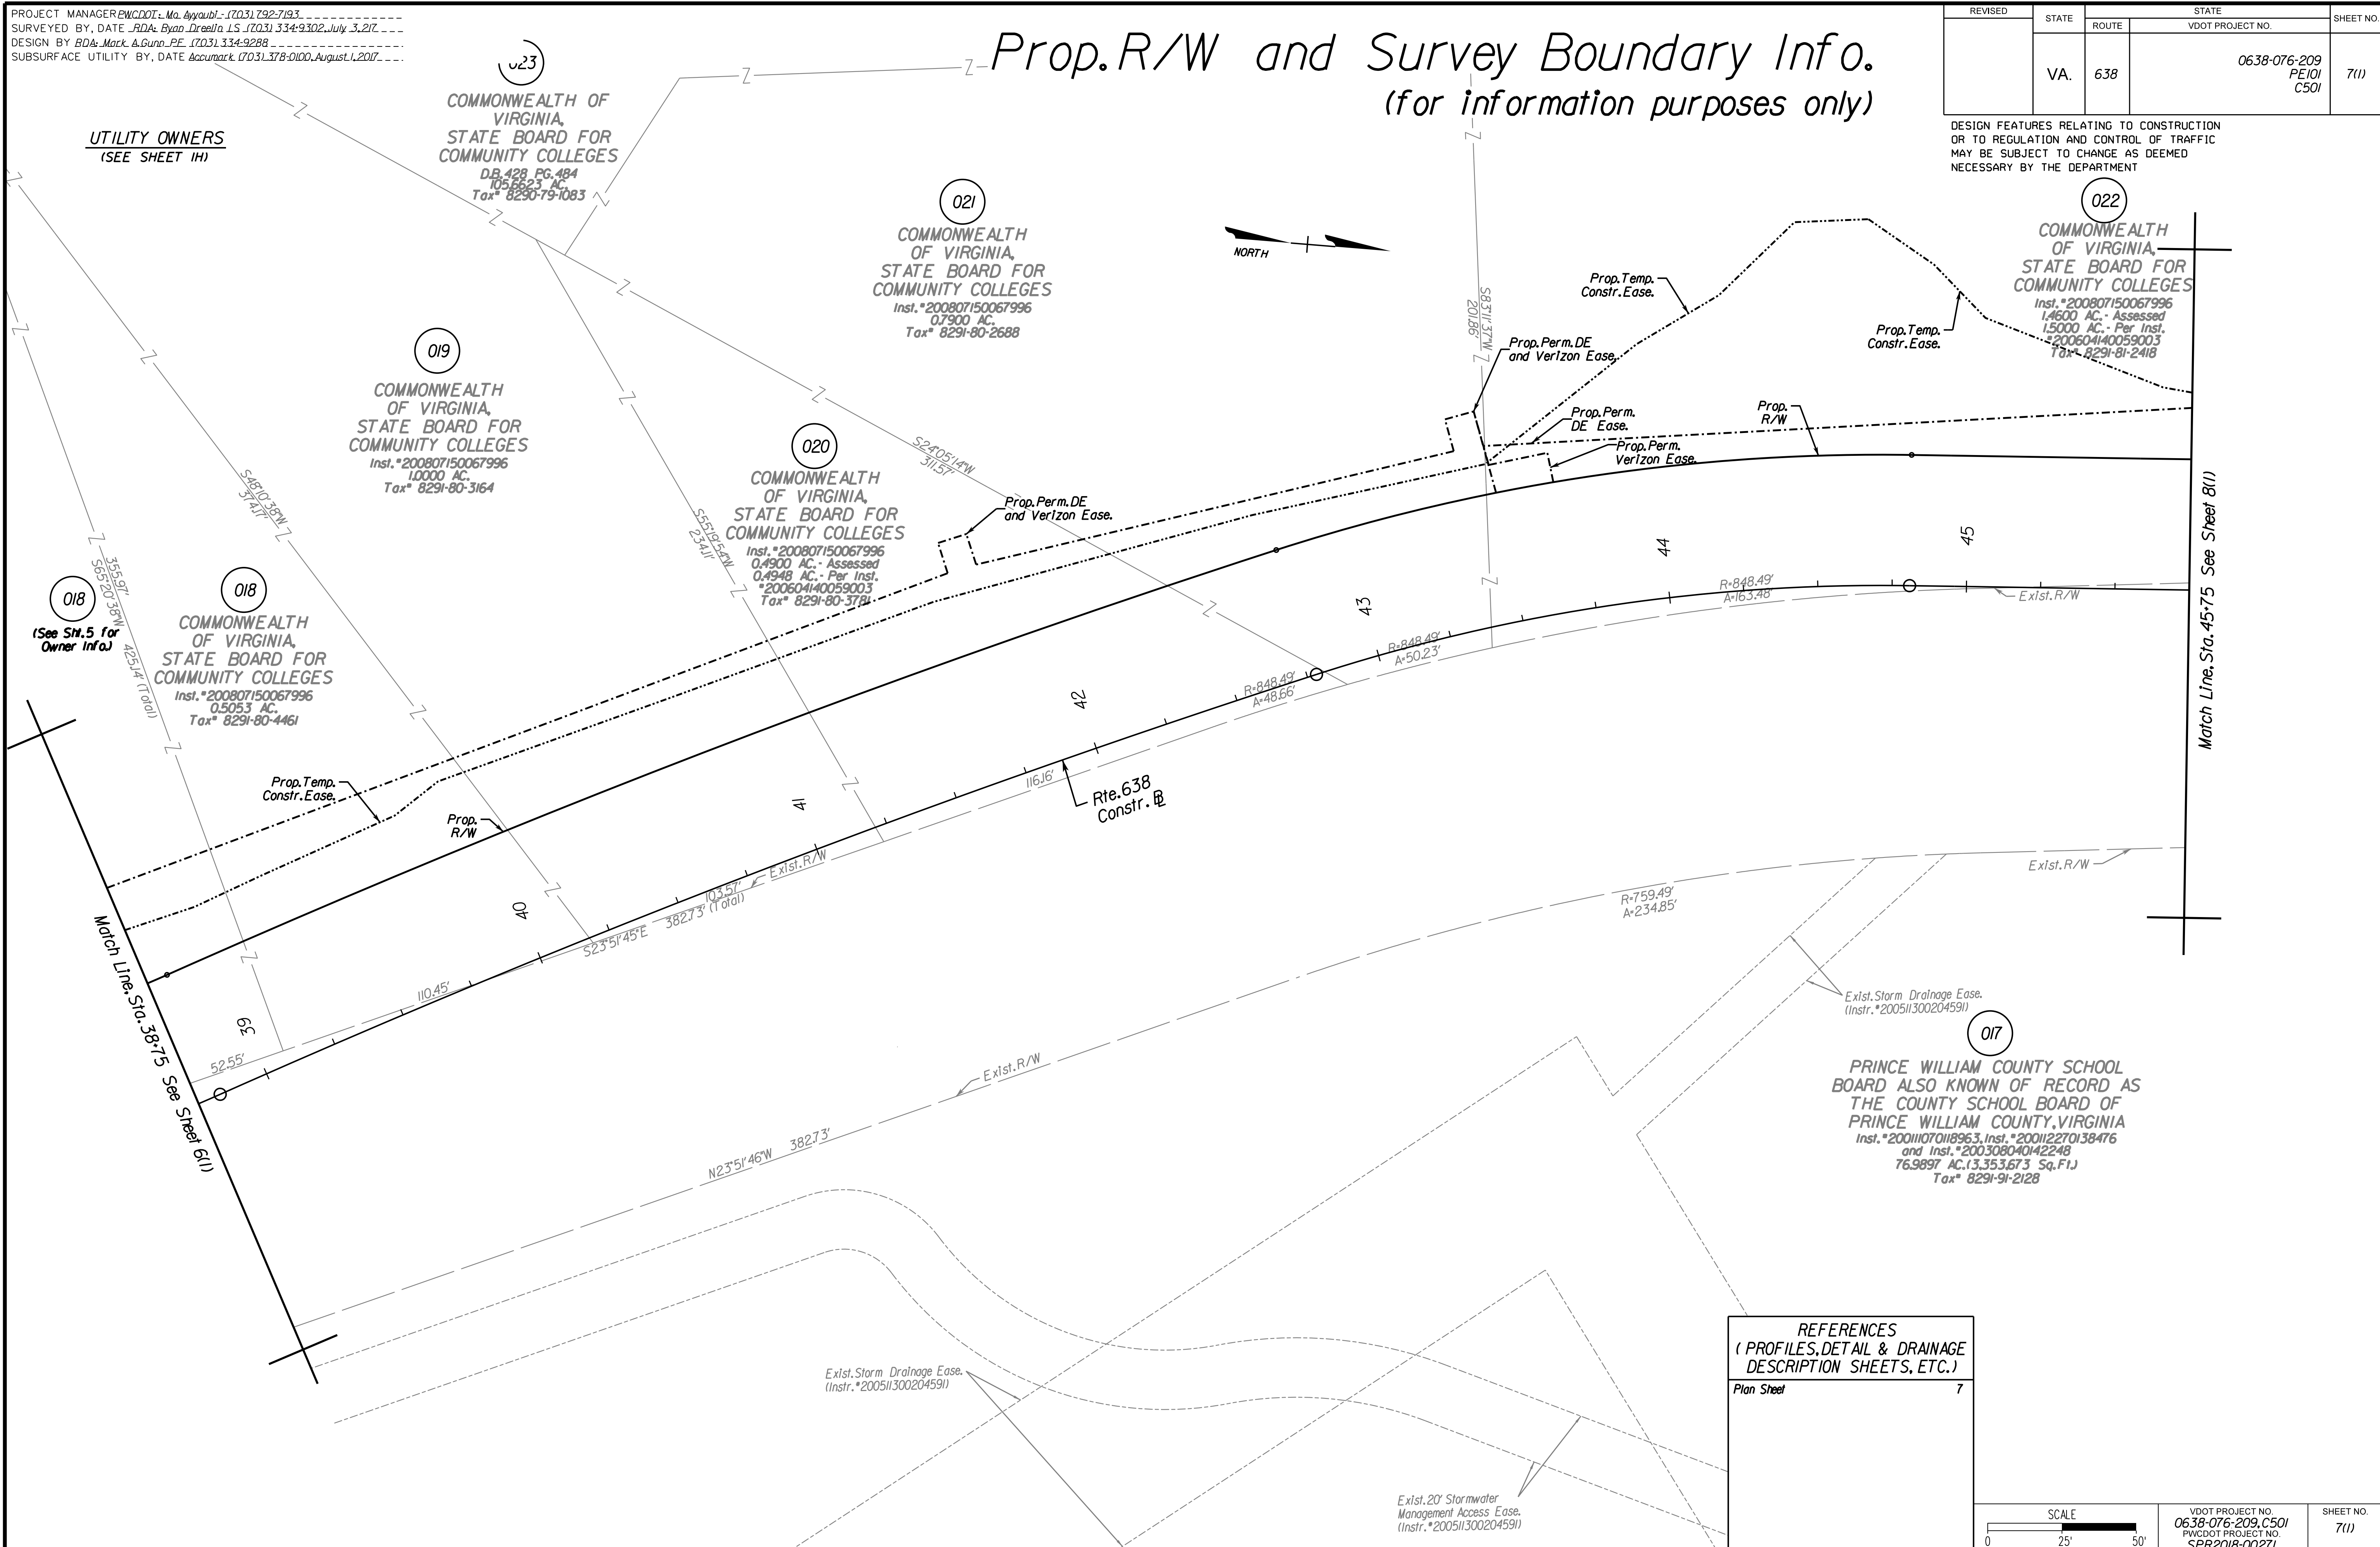 PROJECT MANAGER PWCDOT: Mo Ayyoubi - (703) 792-7193
SURVEYED BY, DATE RDA: Ryan Dreelin LS (703) 334-9302, July 3, 217
DESIGN BY RDA: Mark A.Gunn P.E. (703) 334-9288
SUBSURFACE UTILITY BY, DATE Accumark (703) 378-0100, August 1, 2017
Prop.R/W and Survey Boundary Info.
(for information purposes only)
REVISED
STATE
STATE
ROUTE
VDOT PROJECT NO.
SHEET NO.
VA.
638
0638-076-209
PE101
C501
7(1)
DESIGN FEATURES RELATING TO CONSTRUCTION
OR TO REGULATION AND CONTROL OF TRAFFIC
MAY BE SUBJECT TO CHANGE AS DEEMED
NECESSARY BY THE DEPARTMENT
UTILITY OWNERS
(SEE SHEET 1H)
023
COMMONWEALTH OF
VIRGINIA,
STATE BOARD FOR
COMMUNITY COLLEGES
D.B.428 PG.484
105.6623 AC.
Tax# 8290-79-1083
021
COMMONWEALTH
OF VIRGINIA,
STATE BOARD FOR
COMMUNITY COLLEGES
Inst.#200807150067996
0.7900 AC.
Tax# 8291-80-2688
NORTH
022
COMMONWEALTH
OF VIRGINIA,
STATE BOARD FOR
COMMUNITY COLLEGES
Inst.#200807150067996
1.4600 AC.- Assessed
1.5000 AC.- Per Inst.
#200604140059003
Tax# 8291-81-2418
Prop.Temp.
Constr.Ease.
Prop.Temp.
Constr.Ease.
S83°11'37"W
201.86'
Prop.Perm.DE
and Verizon Ease.
019
COMMONWEALTH
OF VIRGINIA,
STATE BOARD FOR
COMMUNITY COLLEGES
Inst.#200807150067996
1.0000 AC.
Tax# 8291-80-3164
020
COMMONWEALTH
OF VIRGINIA,
STATE BOARD FOR
COMMUNITY COLLEGES
Inst.#200807150067996
0.4900 AC.- Assessed
0.4948 AC.- Per Inst.
#200604140059003
Tax# 8291-80-3781
S24°05'14"W
311.57'
Prop.Perm.
DE Ease.
Prop.
R/W
Prop.Perm.
Verizon Ease.
Prop.Perm.DE
and Verizon Ease.
S48°10'38"W
374.17'
S55°19'54"W
234.11'
355.97'
S65°20'38"W 425.14' (Total)
018
(See Sht.5 for
Owner Info.)
018
COMMONWEALTH
OF VIRGINIA,
STATE BOARD FOR
COMMUNITY COLLEGES
Inst.#200807150067996
0.5053 AC.
Tax# 8291-80-4461
Prop.Temp.
Constr.Ease.
Prop.
R/W
39
40
41
42
43
44
45
R=848.49'
A=163.48'
R=848.49'
A=50.23'
R=848.49'
A=48.66'
Exist.R/W
116.16'
Rte.638
Constr. BL
Exist.R/W
103.57'
S23°51'45"E 382.73' (Total)
110.45'
52.55'
Match Line, Sta. 38+75 See Sheet 6(1)
Match Line, Sta. 45+75 See Sheet 8(1)
Exist.R/W
R=759.49'
A=234.85'
Exist.R/W
N23°51'46"W 382.73'
Exist.Storm Drainage Ease.
(Instr.#200511300204591)
017
PRINCE WILLIAM COUNTY SCHOOL
BOARD ALSO KNOWN OF RECORD AS
THE COUNTY SCHOOL BOARD OF
PRINCE WILLIAM COUNTY, VIRGINIA
Inst.#200111070118963, Inst.#200112270138476
and Inst.#200308040142248
76.9897 AC.(3,353,673 Sq.Ft.)
Tax# 8291-91-2128
Exist.Storm Drainage Ease.
(Instr.#200511300204591)
Exist.20' Stormwater
Management Access Ease.
(Instr.#200511300204591)
REFERENCES
( PROFILES, DETAIL & DRAINAGE
DESCRIPTION SHEETS, ETC.)
Plan Sheet 7
SCALE
0 25' 50'
VDOT PROJECT NO.
0638-076-209, C501
PWCDOT PROJECT NO.
SPR2018-00271
SHEET NO.
7(1)